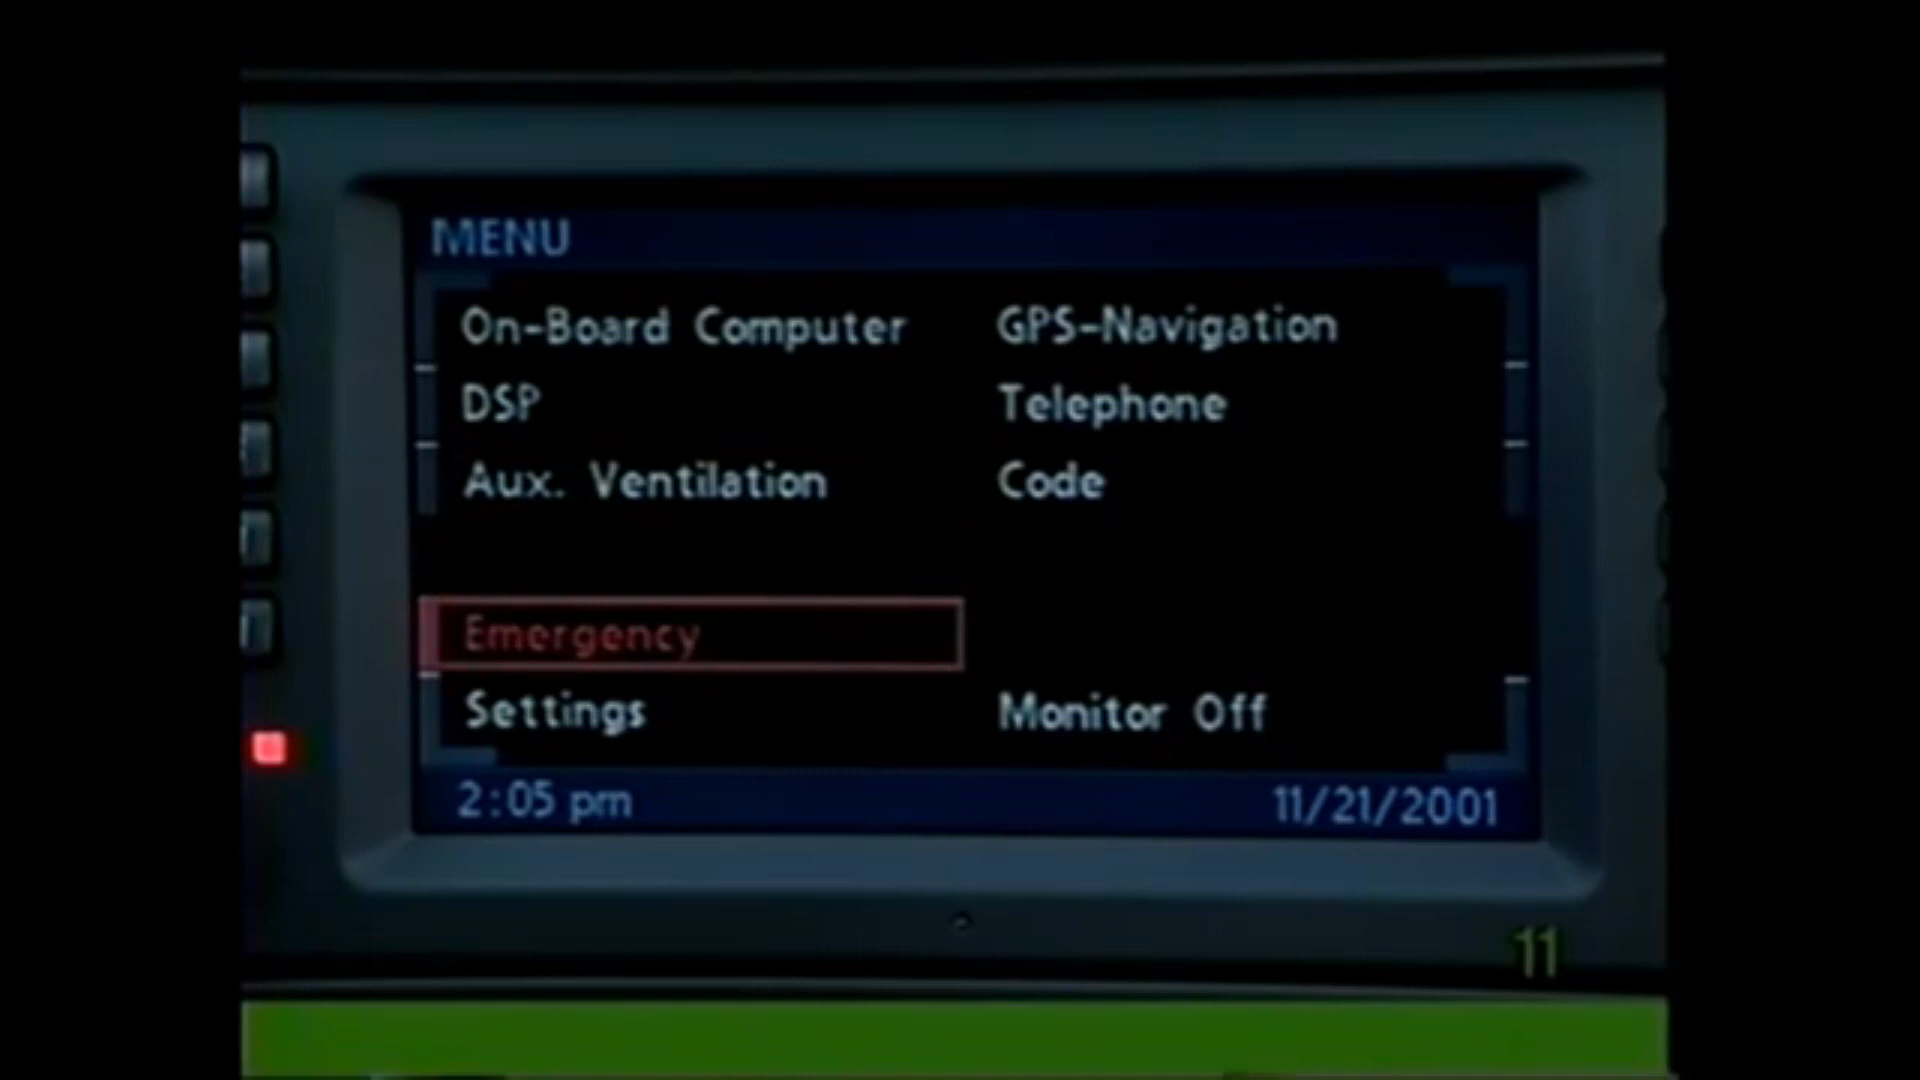 MENU
On-Board Computer GPS-Navigation
DSP Telephone
Aux. Ventilation Code
Emergency
Settings Monitor Off
2:05 pm 11/21/2001
11